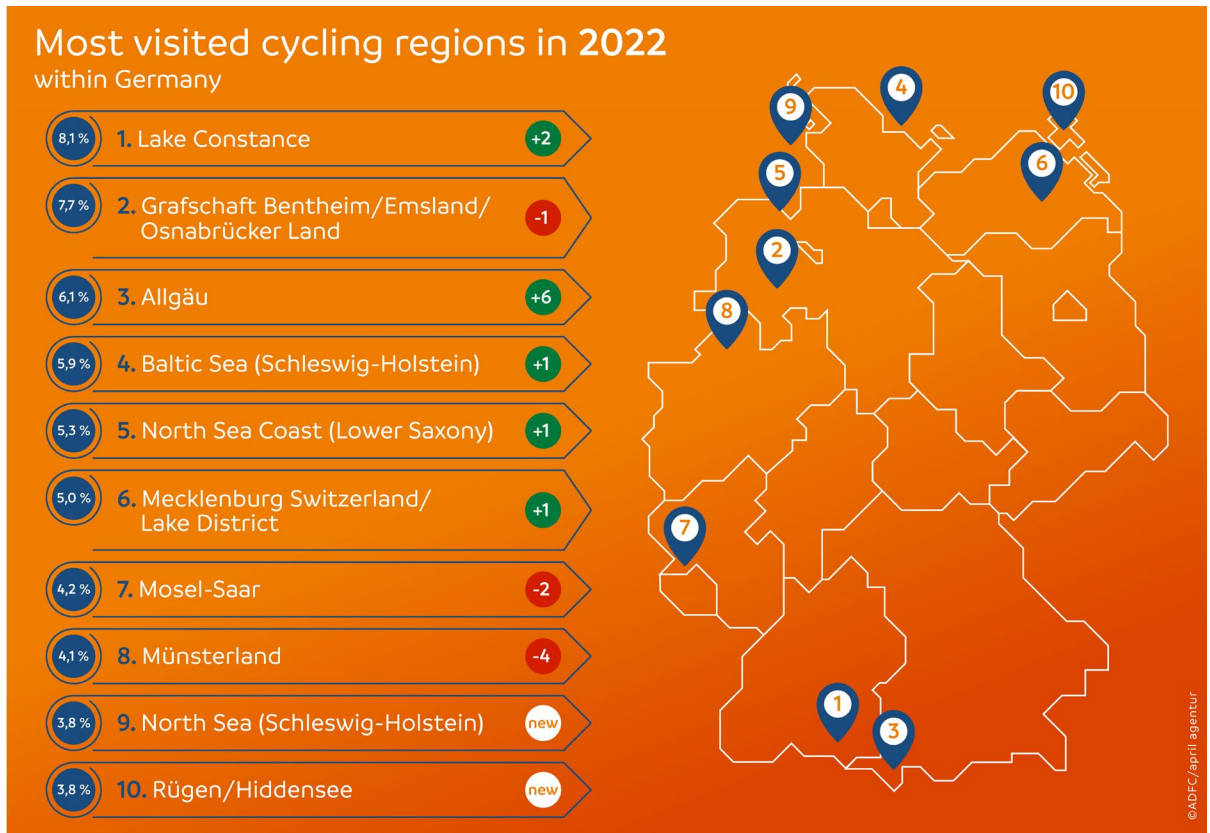 Most visited cycling regions in 2022
within Germany
8,1 %
1. Lake Constance
+2
7,7 %
2. Grafschaft Bentheim/Emsland/
Osnabrücker Land
-1
6,1 %
3. Allgäu
+6
5,9 %
4. Baltic Sea (Schleswig-Holstein)
+1
5,3 %
5. North Sea Coast (Lower Saxony)
+1
5,0 %
6. Mecklenburg Switzerland/
Lake District
+1
4,2 %
7. Mosel-Saar
-2
4,1 %
8. Münsterland
-4
3,8 %
9. North Sea (Schleswig-Holstein)
new
3,8 %
10. Rügen/Hiddensee
new
4
10
9
6
5
2
8
7
1
3
©ADFC/april agentur